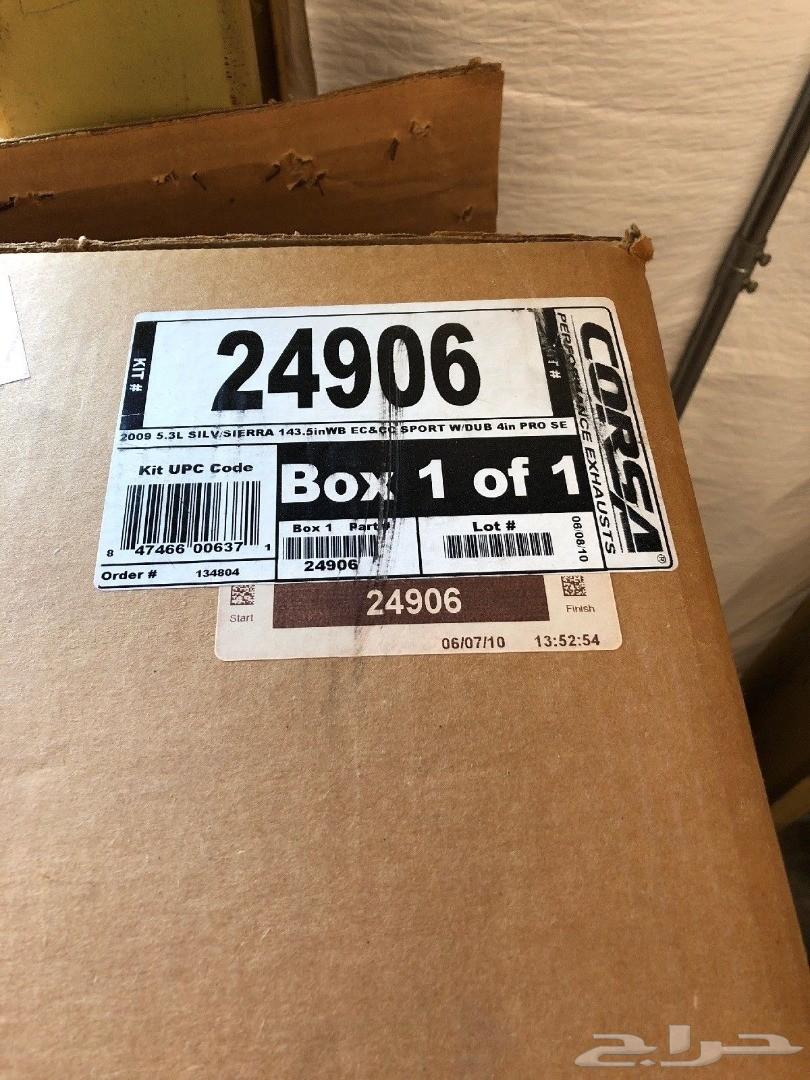 KIT #
24906
T #
2009 5.3L SILV/SIERRA 143.5inWB EC&CC SPORT W/DUB 4in PRO SE
CORSA®
PERFORMANCE EXHAUSTS
Kit UPC Code
8 47466 00637 1
Box 1 of 1
Box 1 Part#
24906
Lot #
06/08/10
Order # 134804
24906
Start
Finish
06/07/10 13:52:54
حراج